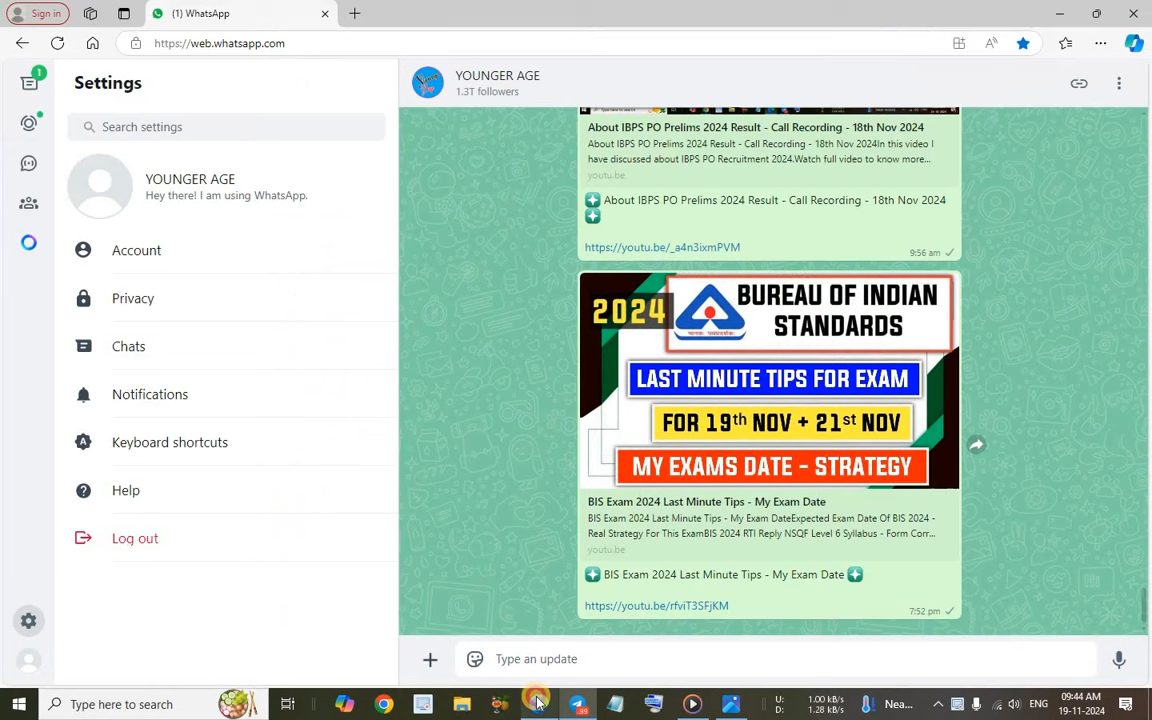 Sign in
(1) WhatsApp
https://web.whatsapp.com
1
Settings
Search settings
YOUNGER AGE
Hey there! I am using WhatsApp.
Account
Privacy
Chats
Notifications
Keyboard shortcuts
Help
Log out
YOUNGER AGE
1.3T followers
About IBPS PO Prelims 2024 Result - Call Recording - 18th Nov 2024
About IBPS PO Prelims 2024 Result - Call Recording - 18th Nov 2024In this video I
have discussed about IBPS PO Recruitment 2024.Watch full video to know more...
youtu.be
About IBPS PO Prelims 2024 Result - Call Recording - 18th Nov 2024
https://youtu.be/_a4n3ixmPVM
9:56 am
2024
BUREAU OF INDIAN
STANDARDS
LAST MINUTE TIPS FOR EXAM
FOR 19th NOV + 21st NOV
MY EXAMS DATE - STRATEGY
BIS Exam 2024 Last Minute Tips - My Exam Date
BIS Exam 2024 Last Minute Tips - My Exam DateExpected Exam Date Of BIS 2024 -
Real Strategy For This ExamBIS 2024 RTI Reply NSQF Level 6 Syllabus - Form Corr...
youtu.be
BIS Exam 2024 Last Minute Tips - My Exam Date
https://youtu.be/rfviT3SFjKM
7:52 pm
Type an update
Type here to search
99
U: 1.00 kB/s
D: 1.28 kB/s
Nea...
ENG
09:44 AM
19-11-2024